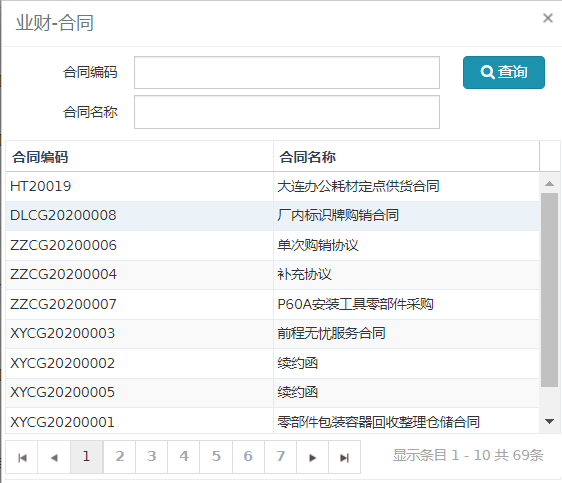 业财-合同
合同编码 查询
合同名称
合同编码 合同名称
HT20019 大连办公耗材定点供货合同
DLCG20200008 厂内标识牌购销合同
ZZCG20200006 单次购销协议
ZZCG20200004 补充协议
ZZCG20200007 P60A安装工具零部件采购
XYCG20200003 前程无忧服务合同
XYCG20200002 续约函
XYCG20200005 续约函
XYCG20200001 零部件包装容器回收整理仓储合同
1 2 3 4 5 6 7 显示条目 1 - 10 共 69条